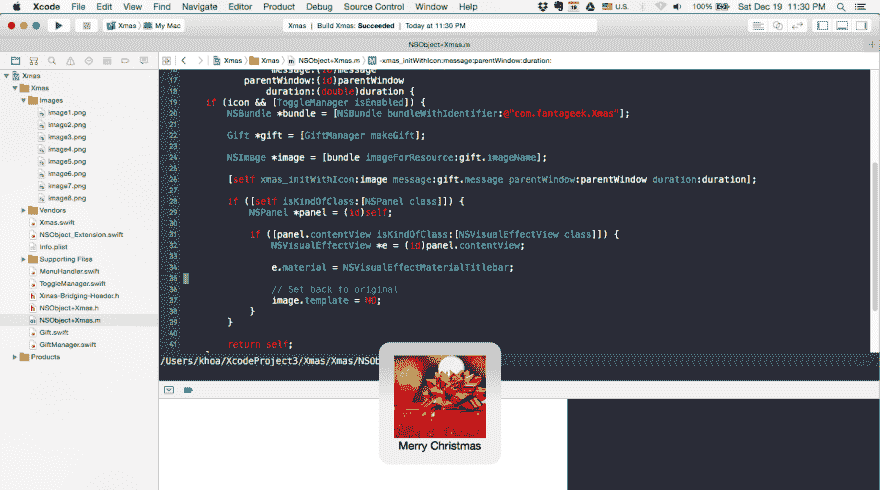 Xcode File Edit View Find Navigate Editor Product Debug Source Control Window Help
U.S. 100% Sat Dec 19 11:30 PM
Xmas My Mac
Xmas | Build Xmas: Succeeded | Today at 11:30 PM
NSObject+Xmas.m
Xmas Xmas NSObject+Xmas.m -xmas_initWithIcon:message:parentWindow:duration:
Xmas
Xmas
Images
image1.png
image2.png
image3.png
image4.png
image5.png
image6.png
image7.png
image8.png
Vendors
Xmas.swift
NSObject_Extension.swift
Info.plist
Supporting Files
MenuHandler.swift
ToggleManager.swift
Xmas-Bridging-Header.h
NSObject+Xmas.h
NSObject+Xmas.m
Gift.swift
GiftManager.swift
Products
16 message:(id)message
17 parentWindow:(id)parentWindow
18 duration:(double)duration {
19 if (icon && [ToggleManager isEnabled]) {
20 NSBundle *bundle = [NSBundle bundleWithIdentifier:@"com.fantageek.Xmas"];
21
22 Gift *gift = [GiftManager makeGift];
23
24 NSImage *image = [bundle imageForResource:gift.imageName];
25
26 [self xmas_initWithIcon:image message:gift.message parentWindow:parentWindow duration:duration];
27
28 if ([self isKindOfClass:[NSPanel class]]) {
29 NSPanel *panel = (id)self;
30
31 if ([panel.contentView isKindOfClass:[NSVisualEffectView class]]) {
32 NSVisualEffectView *e = (id)panel.contentView;
33
34 e.material = NSVisualEffectMaterialTitlebar;
35
36 // Set back to original
37 image.template = NO;
38 }
39 }
40
41 return self;
/Users/khoa/XcodeProject3/Xmas/Xmas/NSOb
Merry Christmas